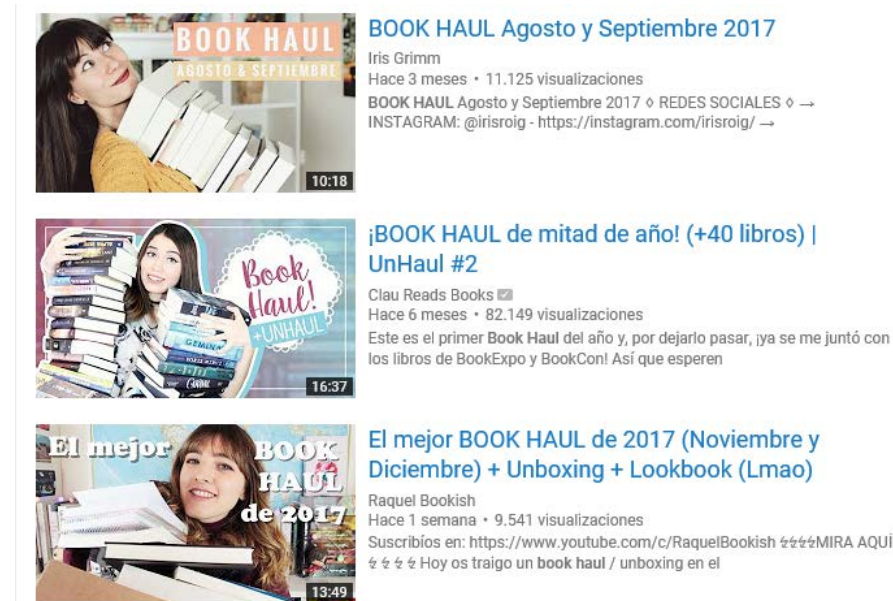 BOOK HAUL
AGOSTO & SEPTIEMBRE
10:18
BOOK HAUL Agosto y Septiembre 2017
Iris Grimm
Hace 3 meses • 11.125 visualizaciones
BOOK HAUL Agosto y Septiembre 2017 ◊ REDES SOCIALES ◊ →
INSTAGRAM: @irisroig - https://instagram.com/irisroig/ →
Book
Haul!
+UNHAUL
GEMINA
16:37
¡BOOK HAUL de mitad de año! (+40 libros) |
UnHaul #2
Clau Reads Books
Hace 6 meses • 82.149 visualizaciones
Este es el primer Book Haul del año y, por dejarlo pasar, ¡ya se me juntó con
los libros de BookExpo y BookCon! Así que esperen
El mejor
BOOK
HAUL
de 2017
13:49
El mejor BOOK HAUL de 2017 (Noviembre y
Diciembre) + Unboxing + Lookbook (Lmao)
Raquel Bookish
Hace 1 semana • 9.541 visualizaciones
Suscribíos en: https://www.youtube.com/c/RaquelBookish ϟϟϟϟMIRA AQUÍ
ϟ ϟ ϟ ϟ Hoy os traigo un book haul / unboxing en el